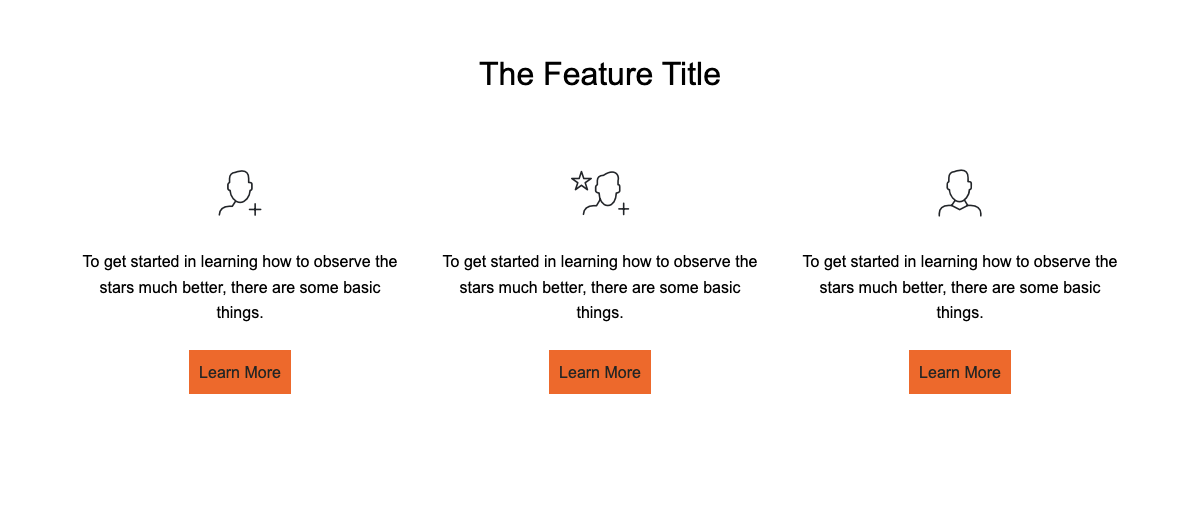 The Feature Title
To get started in learning how to observe the
stars much better, there are some basic
things.
Learn More
To get started in learning how to observe the
stars much better, there are some basic
things.
Learn More
To get started in learning how to observe the
stars much better, there are some basic
things.
Learn More